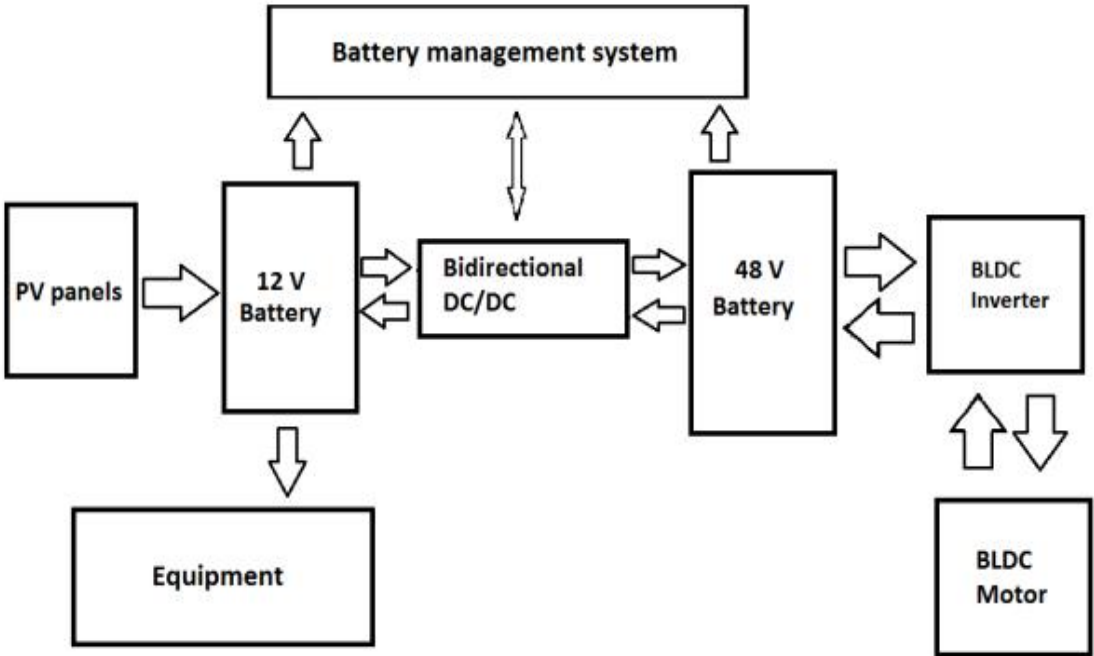 Battery management system
PV panels
12 V
Battery
Bidirectional
DC/DC
48 V
Battery
BLDC
Inverter
Equipment
BLDC
Motor